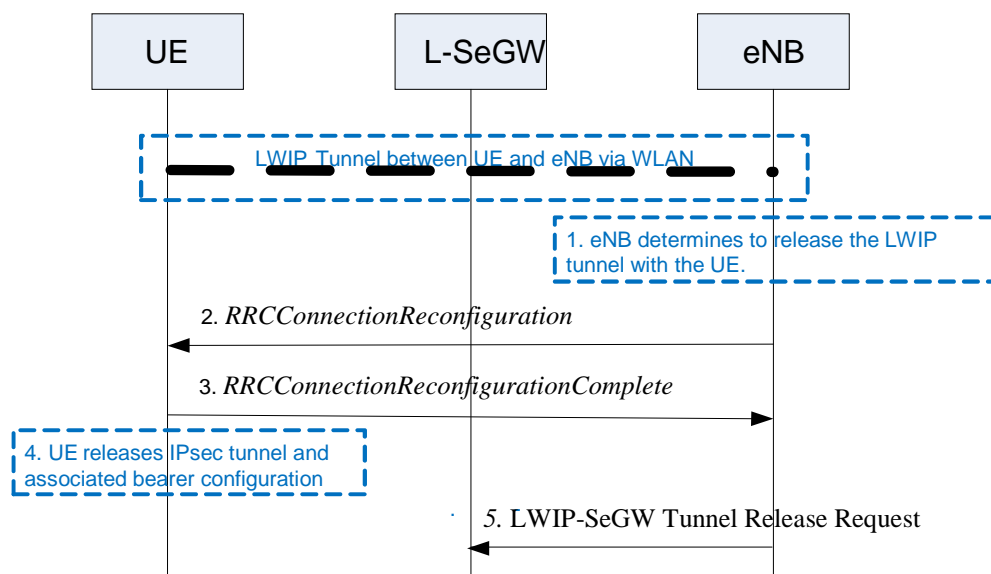 UE
L-SeGW
eNB
LWIP Tunnel between UE and eNB via WLAN
1. eNB determines to release the LWIP
tunnel with the UE.
2. RRCConnectionReconfiguration
3. RRCConnectionReconfigurationComplete
4. UE releases IPsec tunnel and
associated bearer configuration
5. LWIP-SeGW Tunnel Release Request